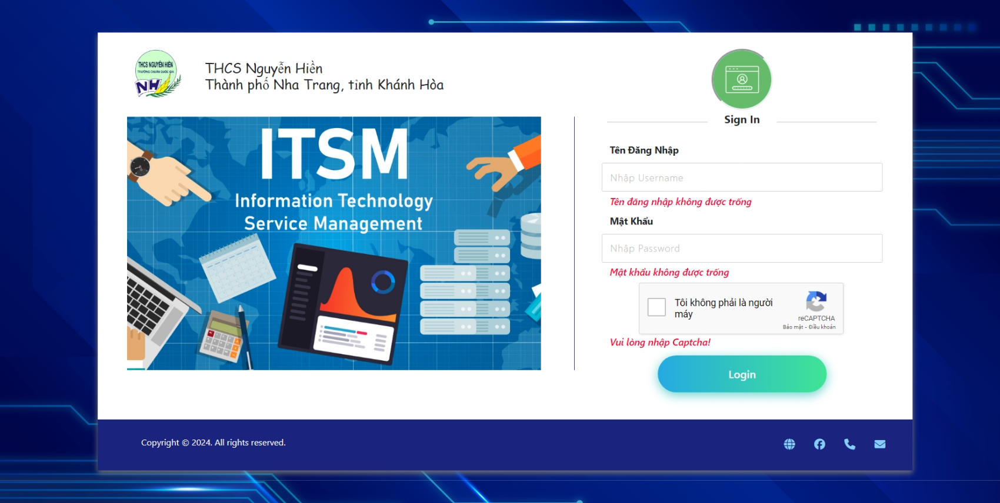 THCS NGUYỄN HIỀN
TRƯỜNG CHUẨN QUỐC GIA
NH
THCS Nguyễn Hiền
Thành phố Nha Trang, tỉnh Khánh Hòa
ITSM
Information Technology
Service Management
Sign In
Tên Đăng Nhập
Nhập Username
Tên đăng nhập không được trống
Mật Khẩu
Nhập Password
Mật khẩu không được trống
Tôi không phải là người
máy
reCAPTCHA
Bảo mật - Điều khoản
Vui lòng nhập Captcha!
Login
Copyright © 2024. All rights reserved.